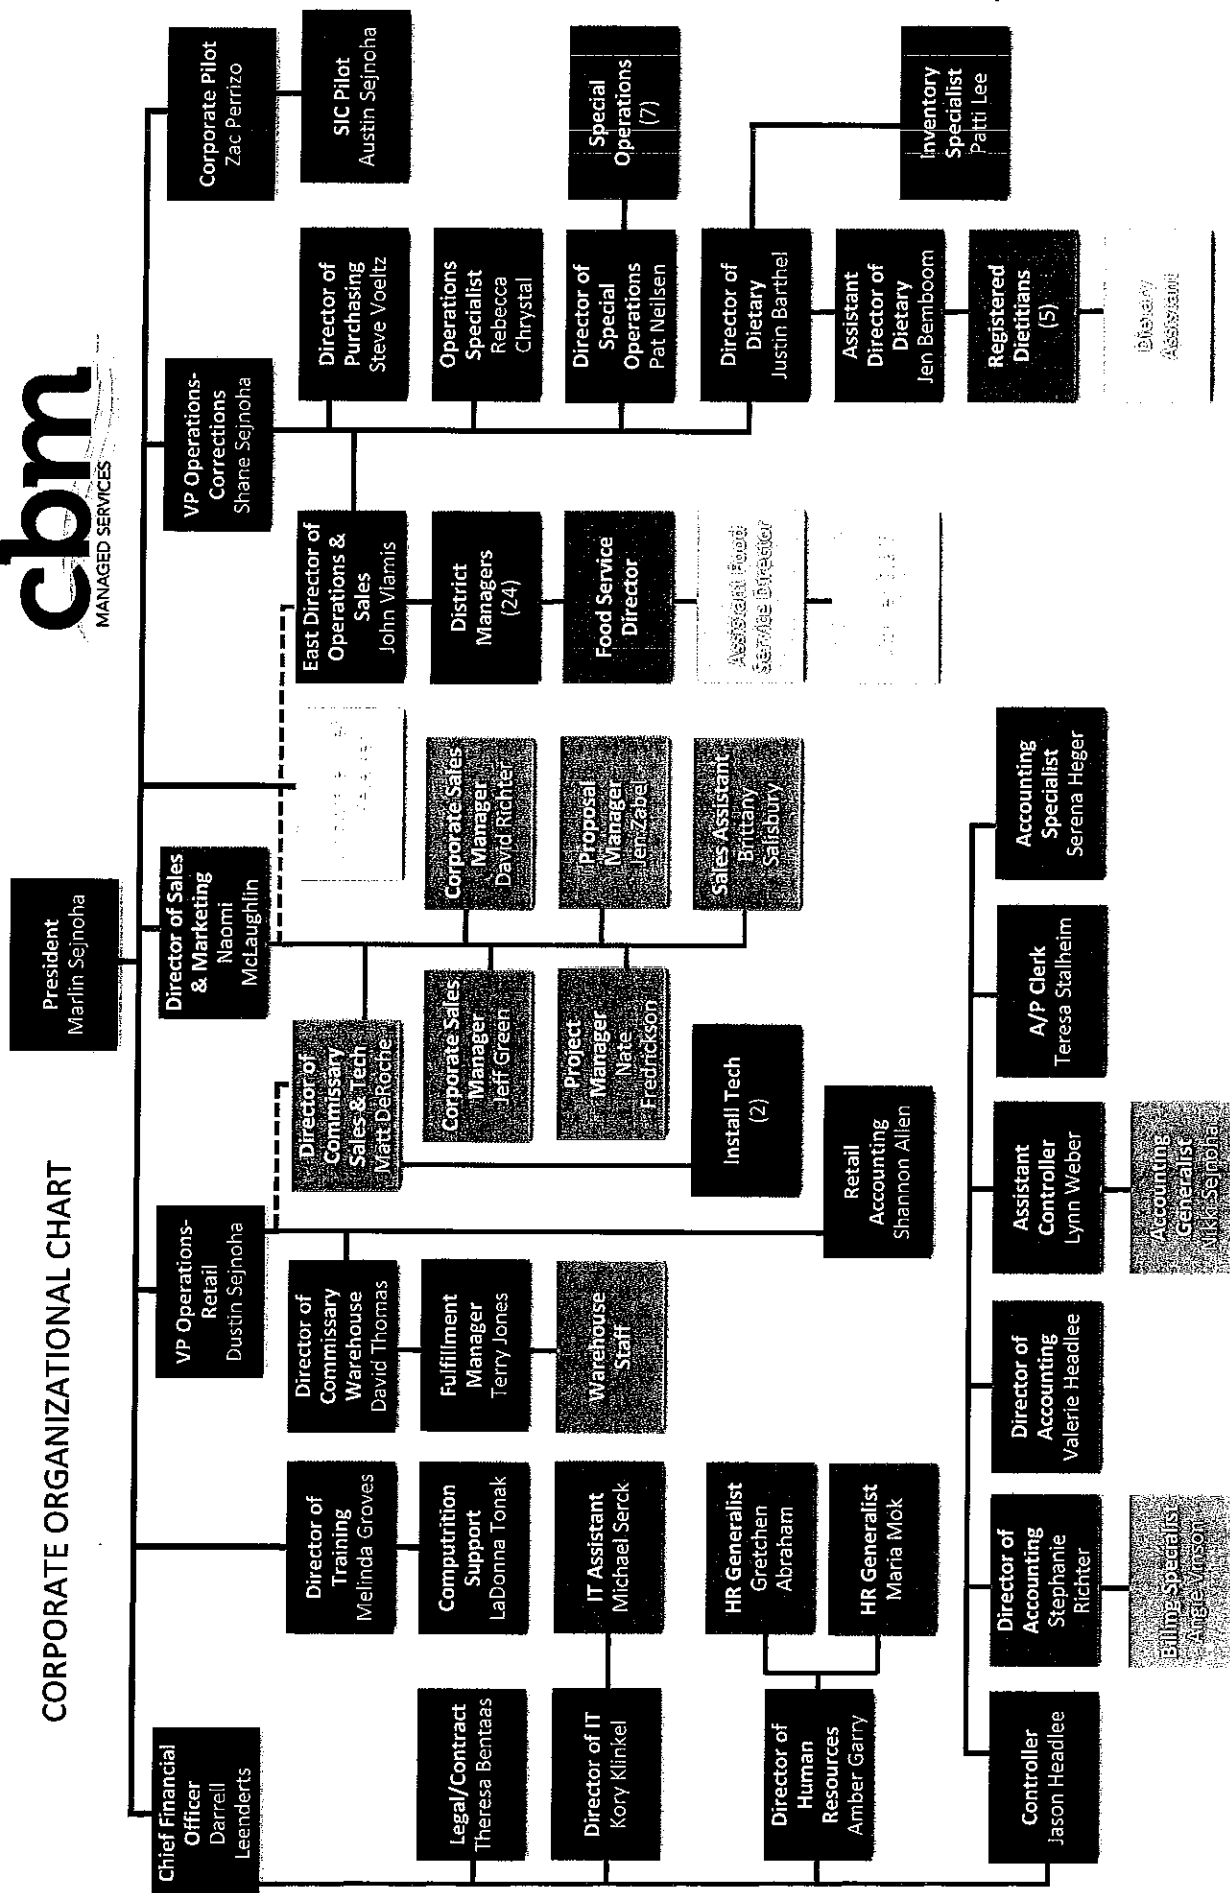 CORPORATE ORGANIZATIONAL CHART
cbm
MANAGED SERVICES
President
Marlin Sejnoha
Chief Financial
Officer
Darrell
Leenderts
VP Operations-
Retail
Dustin Sejnoha
Director of Sales
& Marketing
Naomi
McLaughlin
VP Operations-
Corrections
Shane Sejnoha
Corporate Pilot
Zac Perrizo
SIC Pilot
Austin Sejnoha
Legal/Contract
Theresa Bentaas
Director of IT
Kory Klinkel
IT Assistant
Michael Serck
Director of
Human
Resources
Amber Garry
HR Generalist
Gretchen
Abraham
HR Generalist
Maria Mok
Director of
Training
Melinda Groves
Computrition
Support
LaDonna Tonak
Director of
Commissary
Warehouse
David Thomas
Fulfillment
Manager
Terry Jones
Warehouse
Staff
Retail
Accounting
Shannon Allen
Director of
Commissary
Sales & Tech
Matt DeRoche
Install Tech
(2)
Corporate Sales
Manager
Jeff Green
Project
Manager
Nate
Fredrickson
Corporate Sales
Manager
David Richter
Proposal
Manager
Jen Zabel
Sales Assistant
Brittany
Salisbury
East Director of
Operations &
Sales
John Vlamis
District
Managers
(24)
Food Service
Director
Assistant Food
Service Director
Director of
Purchasing
Steve Voeltz
Operations
Specialist
Rebecca
Chrystal
Director of
Special
Operations
Pat Neilsen
Special
Operations
(7)
Director of
Dietary
Justin Barthel
Assistant
Director of
Dietary
Jen Bemboom
Registered
Dietitians
(5)
Dietary
Assistant
Inventory
Specialist
Patti Lee
Controller
Jason Headlee
Director of
Accounting
Stephanie
Richter
Billing Specialist
Angie Vinson
Director of
Accounting
Valerie Headlee
Assistant
Controller
Lynn Weber
Accounting
Generalist
Nikki Sejnoha
A/P Clerk
Teresa Stalheim
Accounting
Specialist
Serena Heger